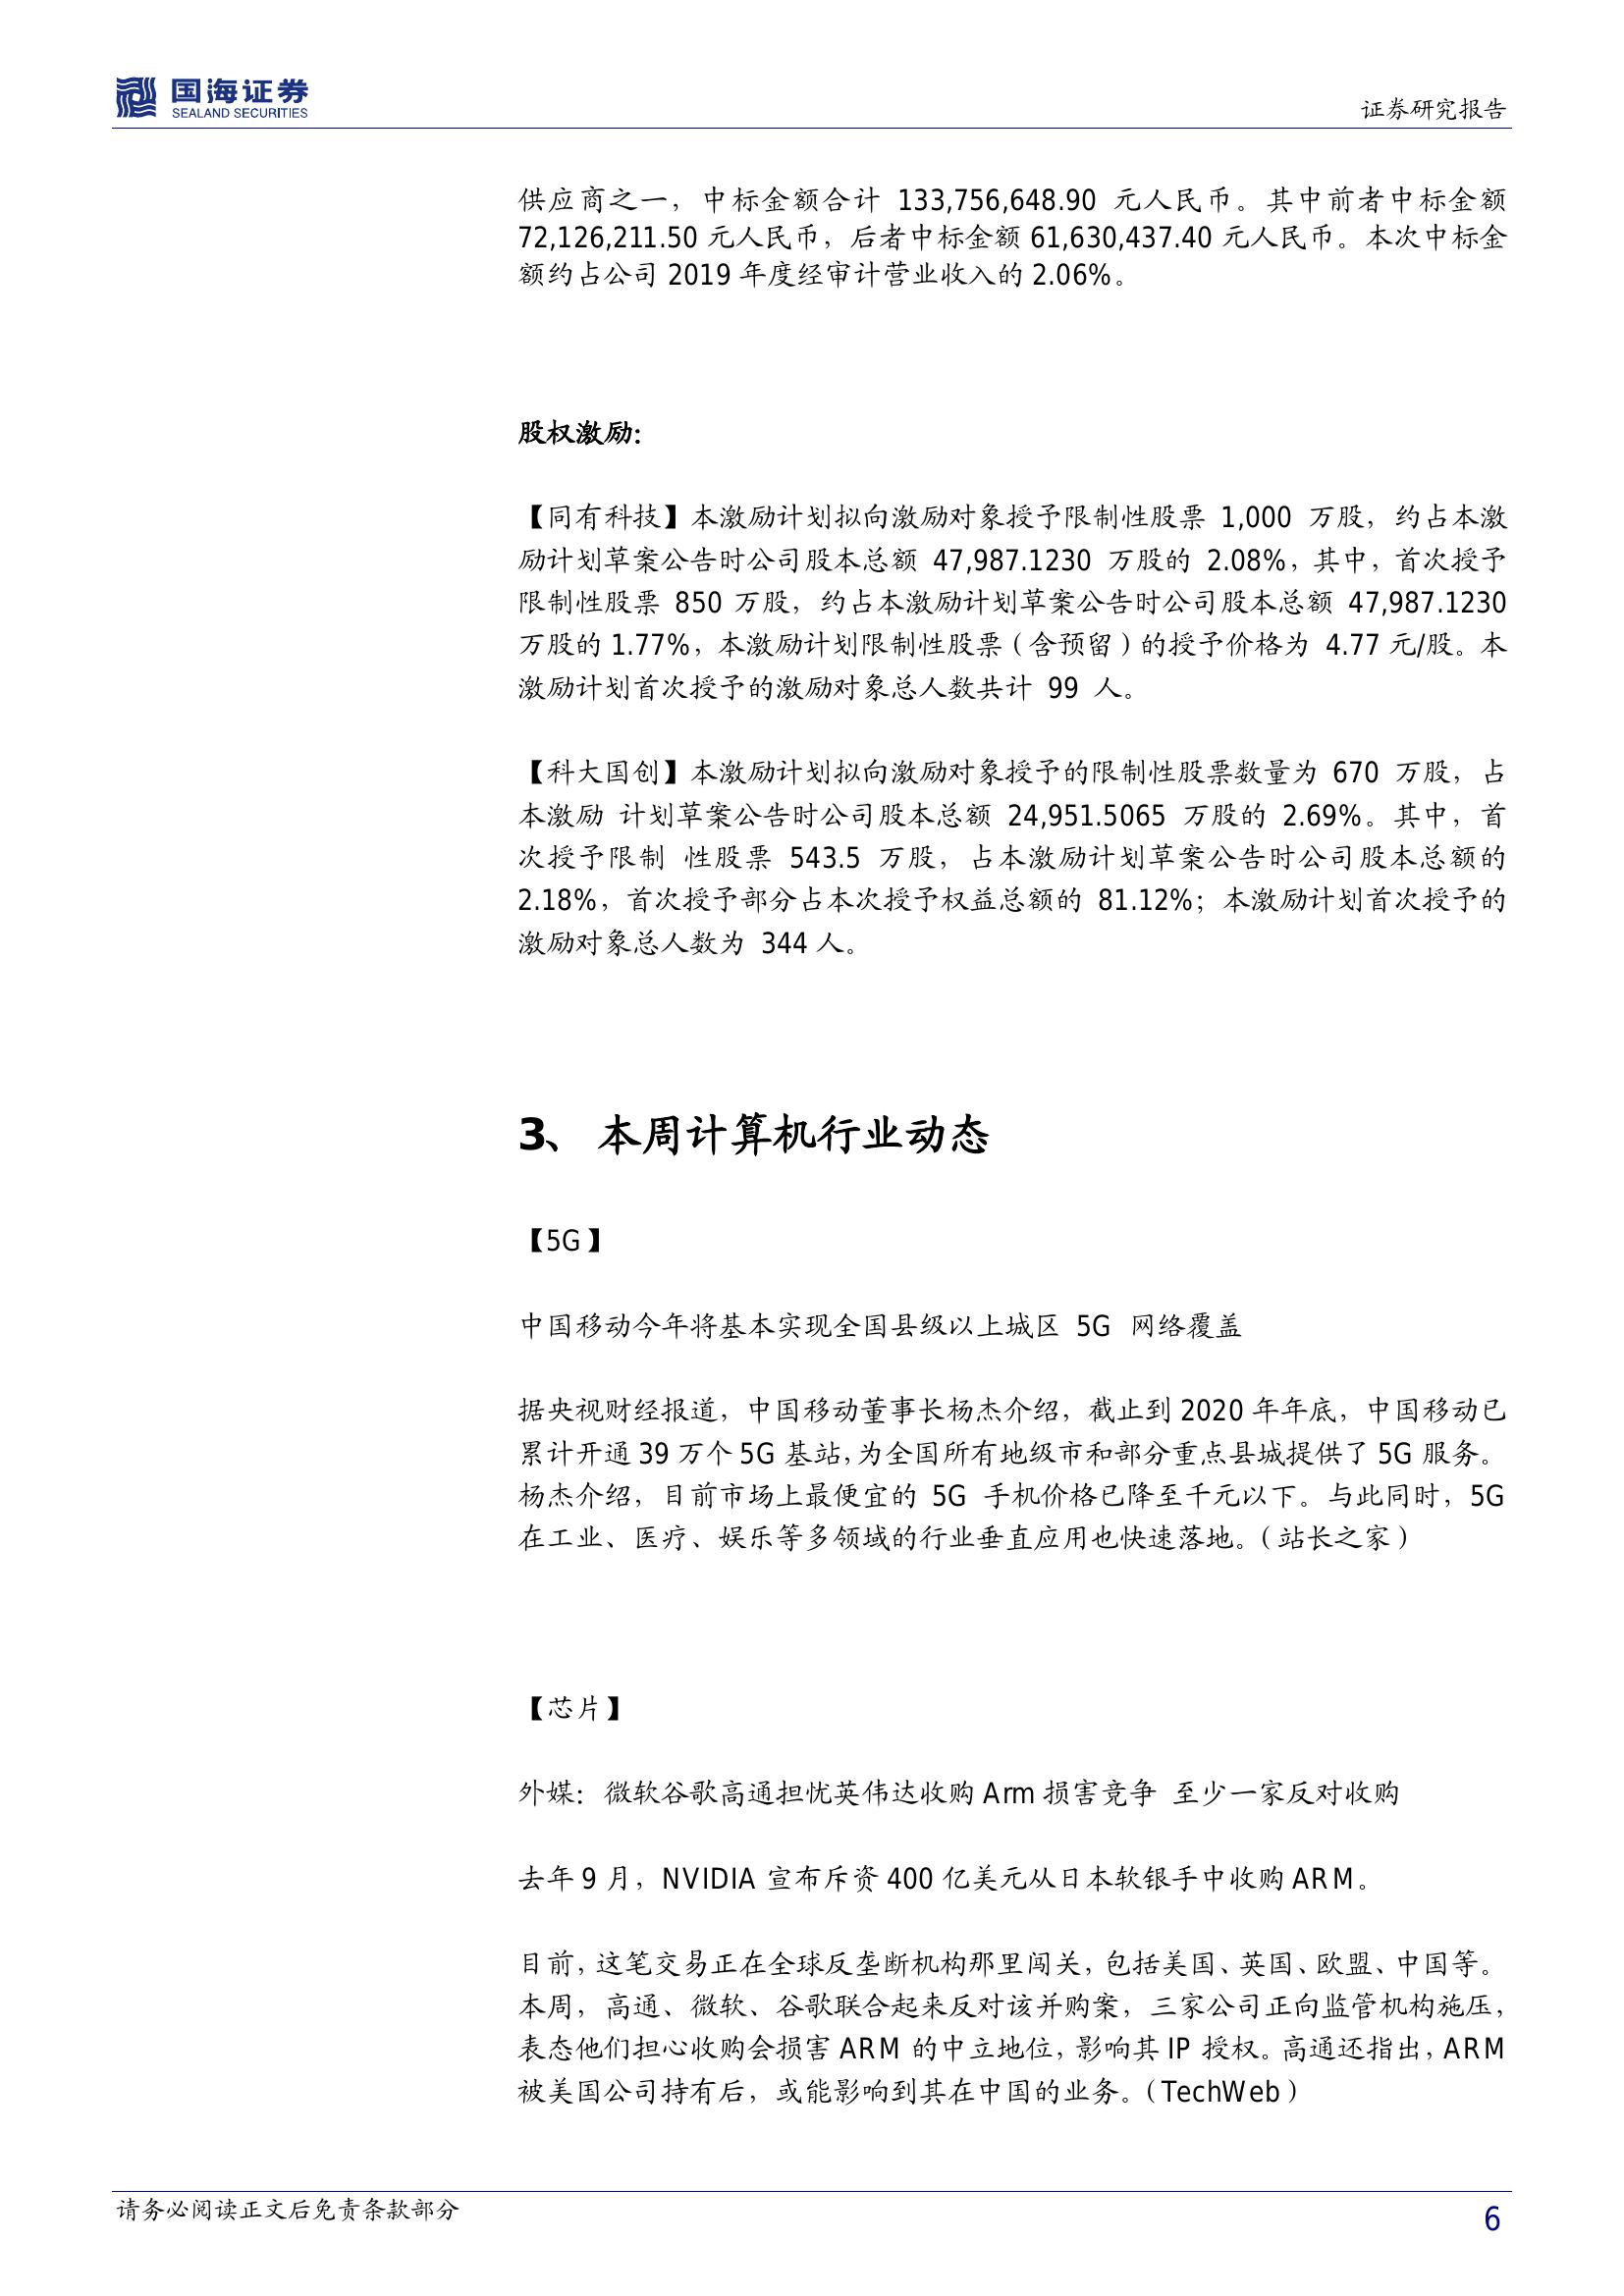 国海证券
SEALAND SECURITIES
证券研究报告
供应商之一，中标金额合计 133,756,648.90 元人民币。其中前者中标金额
72,126,211.50 元人民币，后者中标金额 61,630,437.40 元人民币。本次中标金
额约占公司 2019 年度经审计营业收入的 2.06%。
股权激励：
【同有科技】本激励计划拟向激励对象授予限制性股票 1,000 万股，约占本激
励计划草案公告时公司股本总额 47,987.1230 万股的 2.08%，其中，首次授予
限制性股票 850 万股，约占本激励计划草案公告时公司股本总额 47,987.1230
万股的 1.77%，本激励计划限制性股票（含预留）的授予价格为 4.77 元/股。本
激励计划首次授予的激励对象总人数共计 99 人。
【科大国创】本激励计划拟向激励对象授予的限制性股票数量为 670 万股，占
本激励 计划草案公告时公司股本总额 24,951.5065 万股的 2.69%。其中，首
次授予限制 性股票 543.5 万股，占本激励计划草案公告时公司股本总额的
2.18%，首次授予部分占本次授予权益总额的 81.12%；本激励计划首次授予的
激励对象总人数为 344 人。
3、 本周计算机行业动态
【5G】
中国移动今年将基本实现全国县级以上城区 5G 网络覆盖
据央视财经报道，中国移动董事长杨杰介绍，截止到 2020 年年底，中国移动已
累计开通 39 万个 5G 基站，为全国所有地级市和部分重点县城提供了 5G 服务。
杨杰介绍，目前市场上最便宜的 5G 手机价格已降至千元以下。与此同时，5G
在工业、医疗、娱乐等多领域的行业垂直应用也快速落地。（站长之家）
【芯片】
外媒：微软谷歌高通担忧英伟达收购 Arm 损害竞争 至少一家反对收购
去年 9 月，NVIDIA 宣布斥资 400 亿美元从日本软银手中收购 ARM。
目前，这笔交易正在全球反垄断机构那里闯关，包括美国、英国、欧盟、中国等。
本周，高通、微软、谷歌联合起来反对该并购案，三家公司正向监管机构施压，
表态他们担心收购会损害 ARM 的中立地位，影响其 IP 授权。高通还指出，ARM
被美国公司持有后，或能影响到其在中国的业务。（TechWeb）
请务必阅读正文后免责条款部分
6